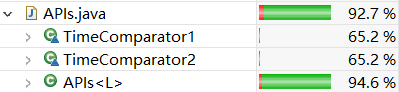 APIs.java 92.7 %
TimeComparator1 65.2 %
TimeComparator2 65.2 %
APIs<L> 94.6 %